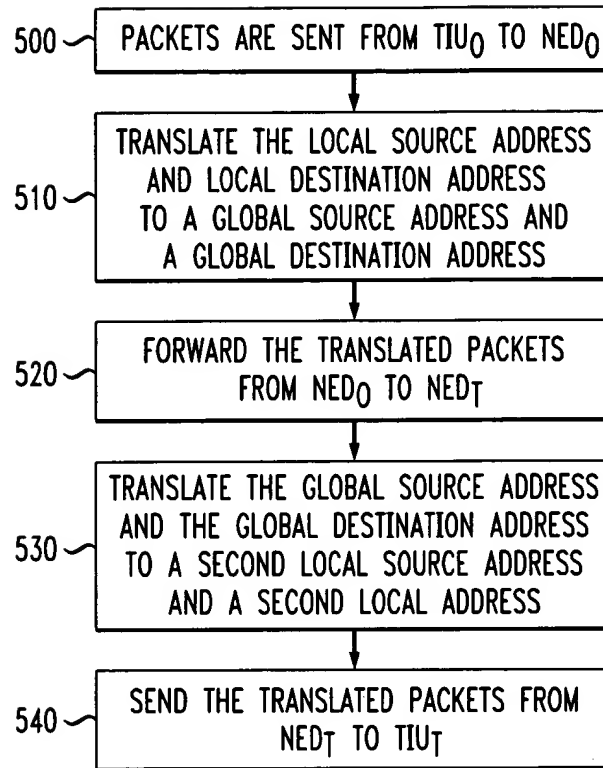 500
PACKETS ARE SENT FROM TIU₀ TO NED₀
510
TRANSLATE THE LOCAL SOURCE ADDRESS
AND LOCAL DESTINATION ADDRESS
TO A GLOBAL SOURCE ADDRESS AND
A GLOBAL DESTINATION ADDRESS
520
FORWARD THE TRANSLATED PACKETS
FROM NED₀ TO NEDT
530
TRANSLATE THE GLOBAL SOURCE ADDRESS
AND THE GLOBAL DESTINATION ADDRESS
TO A SECOND LOCAL SOURCE ADDRESS
AND A SECOND LOCAL ADDRESS
540
SEND THE TRANSLATED PACKETS FROM
NEDT TO TIUT